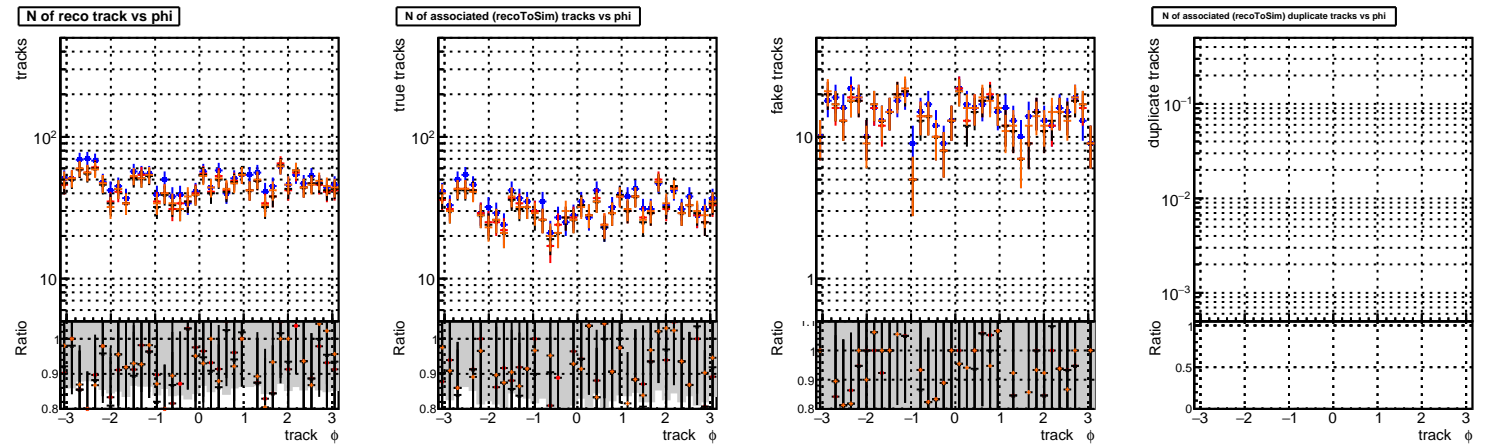 N of reco track vs phi
tracks
10²
10
Ratio
1
0.9
0.8
−3 −2 −1 0 1 2 3
track φ
N of associated (recoToSim) tracks vs phi
true tracks
10²
10
Ratio
1
0.9
0.8
−3 −2 −1 0 1 2 3
track φ
fake tracks
10
1
Ratio
1.1
1
0.9
0.8
−3 −2 −1 0 1 2 3
track φ
N of associated (recoToSim) duplicate tracks vs phi
duplicate tracks
10⁻¹
10⁻²
10⁻³
Ratio
1
0.5
0
−3 −2 −1 0 1 2 3
track φ